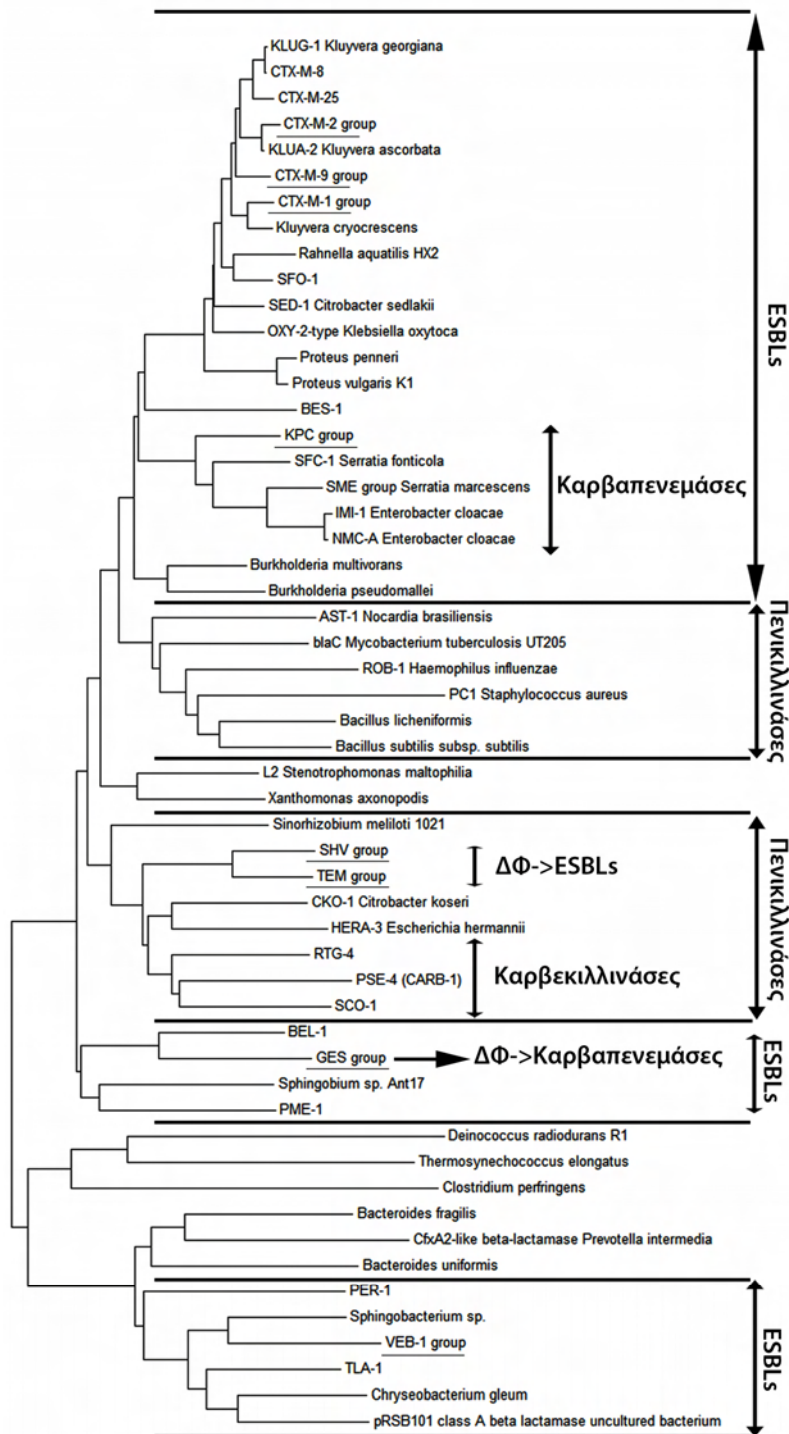 KLUG-1 Kluyvera georgiana
CTX-M-8
CTX-M-25
CTX-M-2 group
KLUA-2 Kluyvera ascorbata
CTX-M-9 group
CTX-M-1 group
Kluyvera cryocrescens
Rahnella aquatilis HX2
SFO-1
SED-1 Citrobacter sedlakii
OXY-2-type Klebsiella oxytoca
Proteus penneri
Proteus vulgaris K1
BES-1
ESBLs
KPC group
SFC-1 Serratia fonticola
SME group Serratia marcescens
IMI-1 Enterobacter cloacae
NMC-A Enterobacter cloacae
Καρβαπενεμάσες
Burkholderia multivorans
Burkholderia pseudomallei
AST-1 Nocardia brasiliensis
blaC Mycobacterium tuberculosis UT205
ROB-1 Haemophilus influenzae
PC1 Staphylococcus aureus
Bacillus licheniformis
Bacillus subtilis subsp. subtilis
Πενικιλλινάσες
L2 Stenotrophomonas maltophilia
Xanthomonas axonopodis
Sinorhizobium meliloti 1021
SHV group
TEM group
ΔΦ->ESBLs
CKO-1 Citrobacter koseri
HERA-3 Escherichia hermannii
RTG-4
PSE-4 (CARB-1)
SCO-1
Καρβεκιλλινάσες
Πενικιλλινάσες
BEL-1
GES group
ΔΦ->Καρβαπενεμάσες
Sphingobium sp. Ant17
PME-1
ESBLs
Deinococcus radiodurans R1
Thermosynechococcus elongatus
Clostridium perfringens
Bacteroides fragilis
CfxA2-like beta-lactamase Prevotella intermedia
Bacteroides uniformis
PER-1
Sphingobacterium sp.
VEB-1 group
TLA-1
Chryseobacterium gleum
pRSB101 class A beta lactamase uncultured bacterium
ESBLs